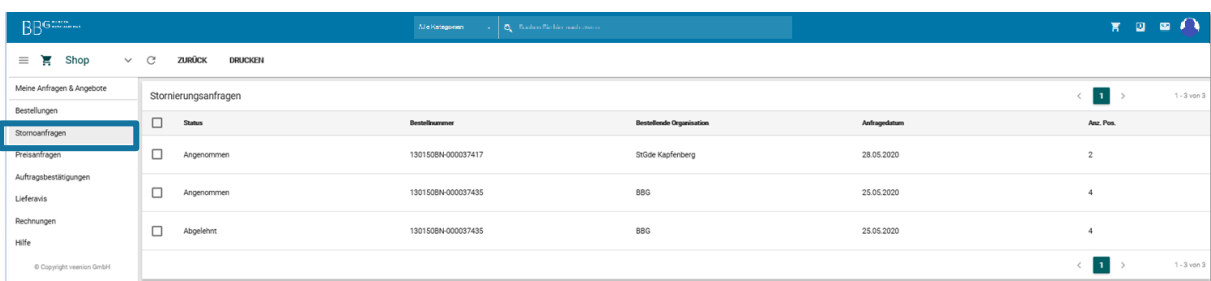 BBG
Alle Kategorien
Shop ZURÜCK DRUCKEN
Meine Anfragen & Angebote
Bestellungen
Stornoanfragen
Preisanfragen
Auftragsbestätigungen
Lieferavis
Rechnungen
Hilfe
© Copyright veenion GmbH
Stornierungsanfragen < 1 > 1 - 3 von 3
Status Bestellnummer Bestellende Organisation Anfragedatum Anz. Pos.
Angenommen 130150BN-000037417 StGde Kapfenberg 28.05.2020 2
Angenommen 130150BN-000037435 BBG 25.05.2020 4
Abgelehnt 130150BN-000037435 BBG 25.05.2020 4
< 1 > 1 - 3 von 3